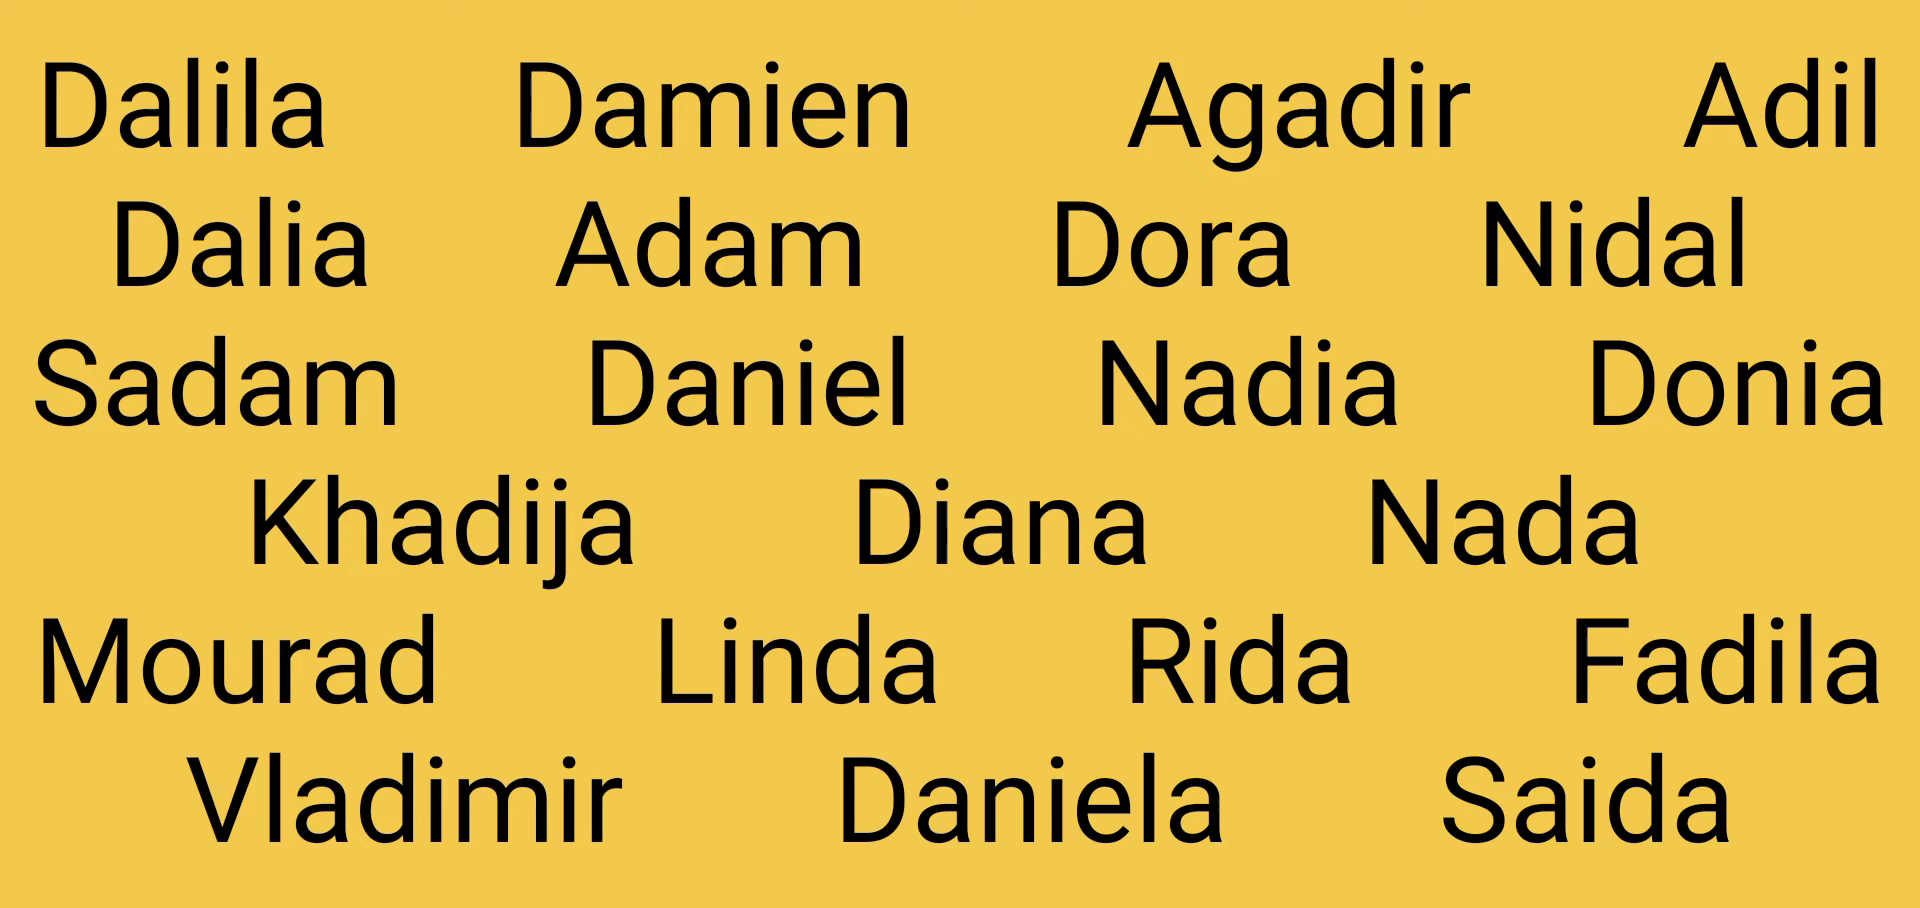 Dalila Damien Agadir Adil
Dalia Adam Dora Nidal
Sadam Daniel Nadia Donia
Khadija Diana Nada
Mourad Linda Rida Fadila
Vladimir Daniela Saida